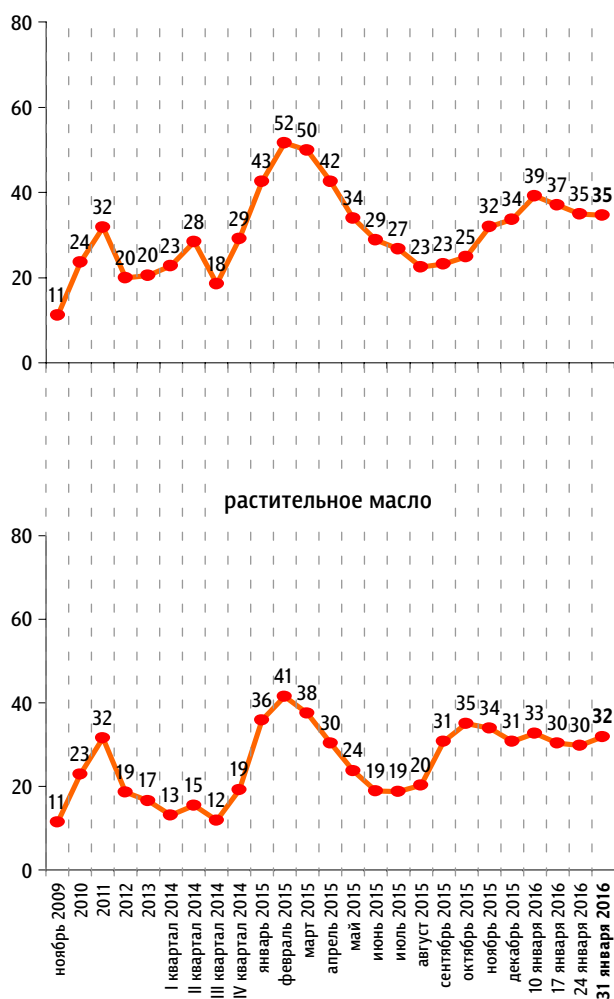 80
60
40
20
0
11
24
32
20
20
23
28
18
29
43
52
50
42
34
29
27
23
23
25
32
34
39
37
35
35
растительное масло
80
60
40
20
0
11
23
32
19
17
13
15
12
19
36
41
38
30
24
19
19
20
31
35
34
31
33
30
30
32
ноябрь 2009
2010
2011
2012
2013
I квартал 2014
II квартал 2014
III квартал 2014
IV квартал 2014
январь 2015
февраль 2015
март 2015
апрель 2015
май 2015
июнь 2015
июль 2015
август 2015
сентябрь 2015
октябрь 2015
ноябрь 2015
декабрь 2015
10 января 2016
17 января 2016
24 января 2016
31 января 2016